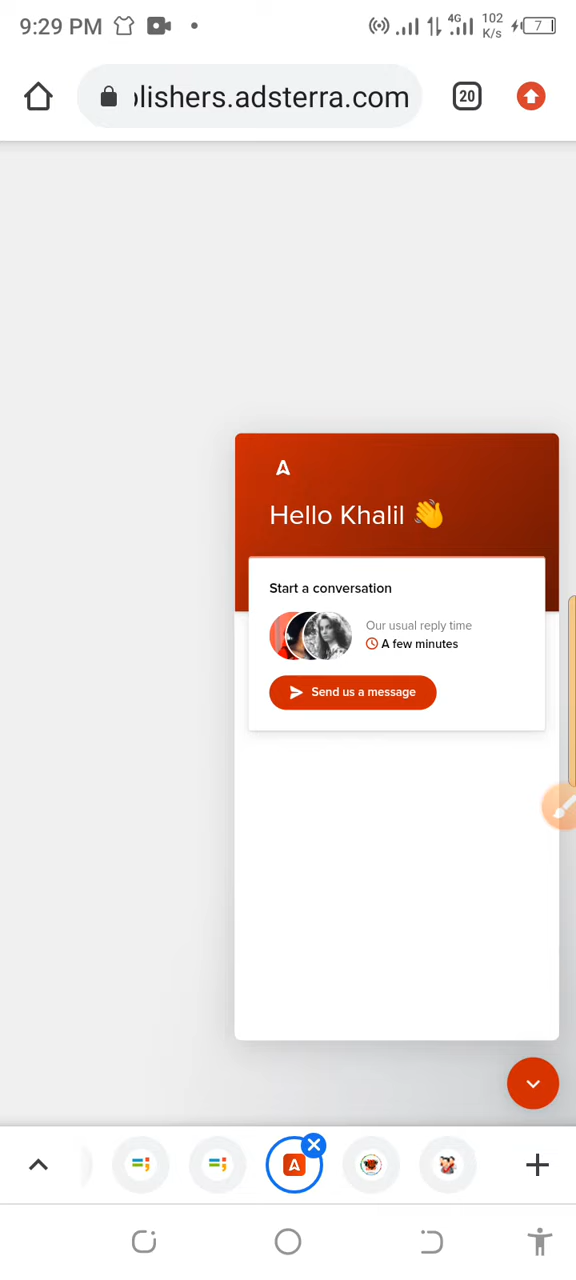 9:29 PM
4G
102
K/s
7
lishers.adsterra.com
20
Hello Khalil 👋
Start a conversation
Our usual reply time
A few minutes
Send us a message